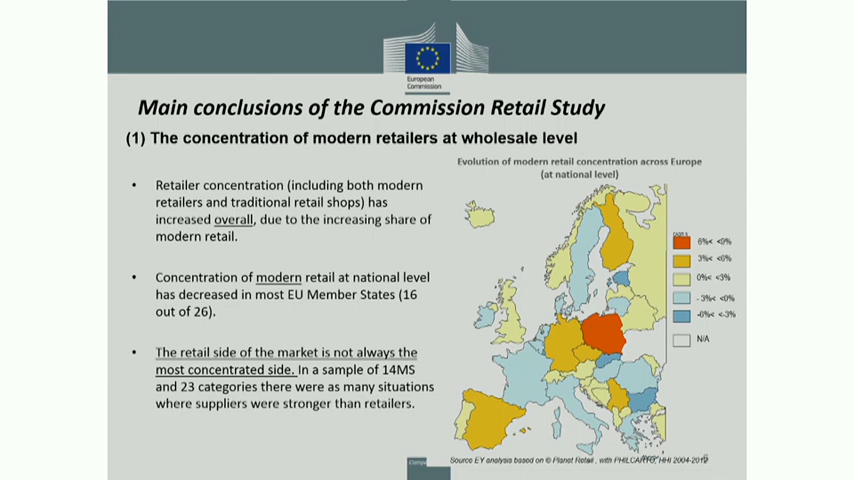 European
Commission
Main conclusions of the Commission Retail Study
(1) The concentration of modern retailers at wholesale level
• Retailer concentration (including both modern
retailers and traditional retail shops) has
increased overall, due to the increasing share of
modern retail.
• Concentration of modern retail at national level
has decreased in most EU Member States (16
out of 26).
• The retail side of the market is not always the
most concentrated side. In a sample of 14MS
and 23 categories there were as many situations
where suppliers were stronger than retailers.
Evolution of modern retail concentration across Europe
(at national level)
6%< <9%
3%< <6%
0%< <3%
- 3%< <0%
-6%< <-3%
N/A
Source EY analysis based on © Planet Retail , with PHILCARTO, HHI 2004-2012